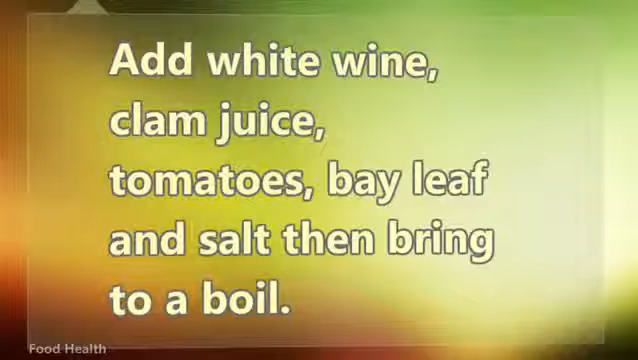 Add white wine,
clam juice,
tomatoes, bay leaf
and salt then bring
to a boil.
Food Health